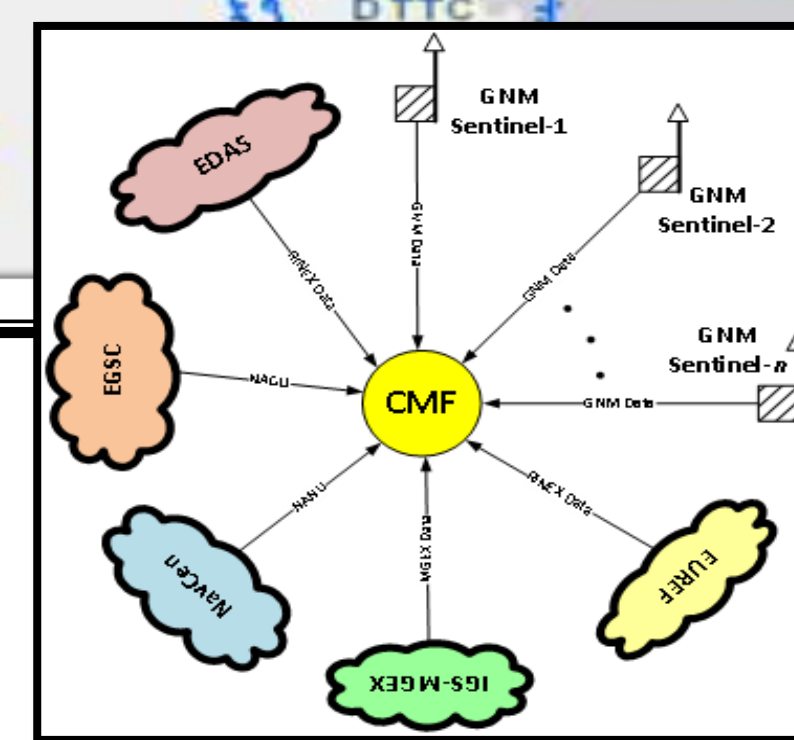 DTTC
GNM
Sentinel-1
GNM
Sentinel-2
GNM
Sentinel-n
EDAS
EGSC
NavCen
IGS-MGEX
EUREF
CMF
GNM Data
GNM Data
GNM Data
RINEX Data
NAGU
NANU
MGEX Data
RINEX Data